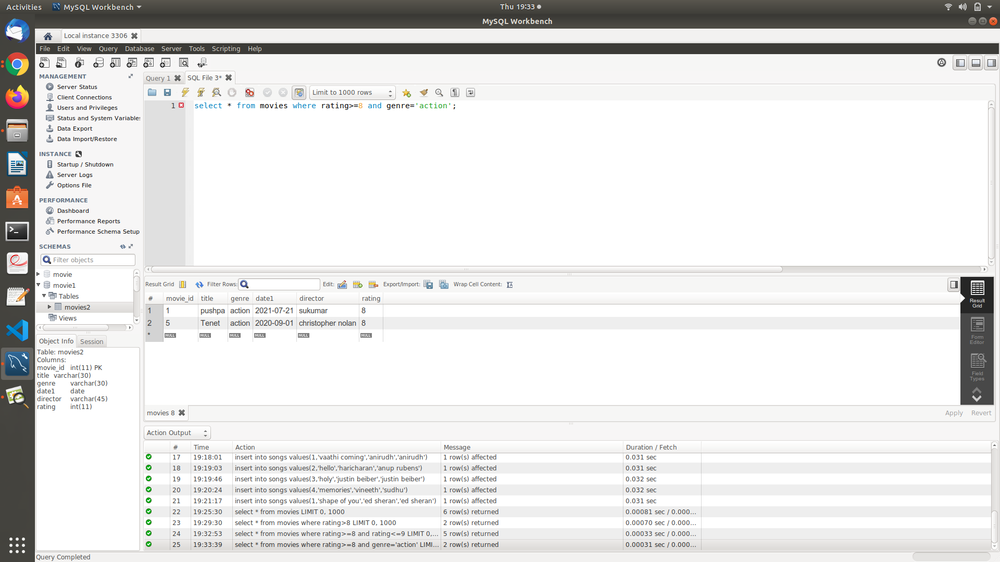 Activities MySQL Workbench Thu 19:33
MySQL Workbench
Local instance 3306
File Edit View Query Database Server Tools Scripting Help
MANAGEMENT
Server Status
Client Connections
Users and Privileges
Status and System Variables
Data Export
Data Import/Restore
INSTANCE
Startup / Shutdown
Server Logs
Options File
PERFORMANCE
Dashboard
Performance Reports
Performance Schema Setup
SCHEMAS
Filter objects
movie
movie1
Tables
movies2
Views
Object Info Session
Table: movies2
Columns:
movie_id int(11) PK
title varchar(30)
genre varchar(30)
date1 date
director varchar(45)
rating int(11)
Query 1 SQL File 3*
Limit to 1000 rows
1 select * from movies where rating>=8 and genre='action';
Result Grid Filter Rows: Edit: Export/Import: Wrap Cell Content:
# movie_id title genre date1 director rating
1 1 pushpa action 2021-07-21 sukumar 8
2 5 Tenet action 2020-09-01 christopher nolan 8
* NULL NULL NULL NULL NULL NULL
Result
Grid
Form
Editor
Field
Types
movies 8 Apply Revert
Action Output
# Time Action Message Duration / Fetch
17 19:18:01 insert into songs values(1,'vaathi coming','anirudh','anirudh') 1 row(s) affected 0.031 sec
18 19:19:03 insert into songs values(2,'hello','haricharan','anup rubens') 1 row(s) affected 0.031 sec
19 19:19:46 insert into songs values(3,'holy','justin beiber','justin beiber') 1 row(s) affected 0.032 sec
20 19:20:24 insert into songs values(4,'memories','vineeth','sudhu') 1 row(s) affected 0.032 sec
21 19:21:17 insert into songs values(1,'shape of you','ed sheran','ed sheran') 1 row(s) affected 0.031 sec
22 19:25:30 select * from movies LIMIT 0, 1000 6 row(s) returned 0.00081 sec / 0.000...
23 19:29:30 select * from movies where rating>8 LIMIT 0, 1000 2 row(s) returned 0.00070 sec / 0.000...
24 19:32:53 select * from movies where rating>=8 and rating<=9 LIMIT 0,... 5 row(s) returned 0.00033 sec / 0.000...
25 19:33:39 select * from movies where rating>=8 and genre='action' LIMI... 2 row(s) returned 0.00031 sec / 0.000...
Query Completed